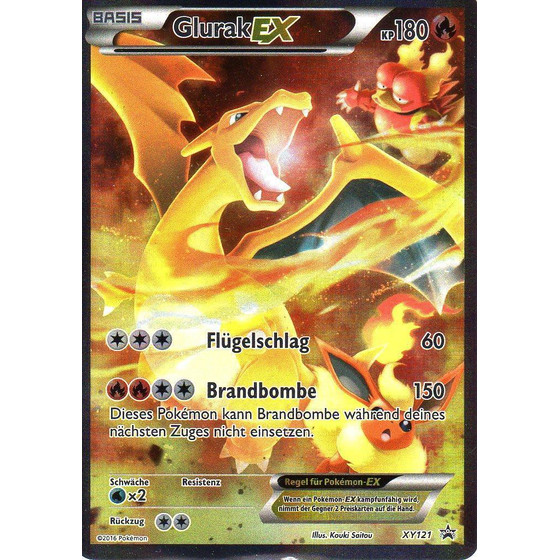 BASIS GlurakEX KP180
Flügelschlag 60
Brandbombe 150
Dieses Pokémon kann Brandbombe während deines
nächsten Zuges nicht einsetzen.
Schwäche Resistenz
×2
Rückzug
Regel für Pokémon-EX
Wenn ein Pokémon-EX kampfunfähig wird,
nimmt der Gegner 2 Preiskarten auf die Hand.
©2016 Pokémon
Illus. Kouki Saitou XY121